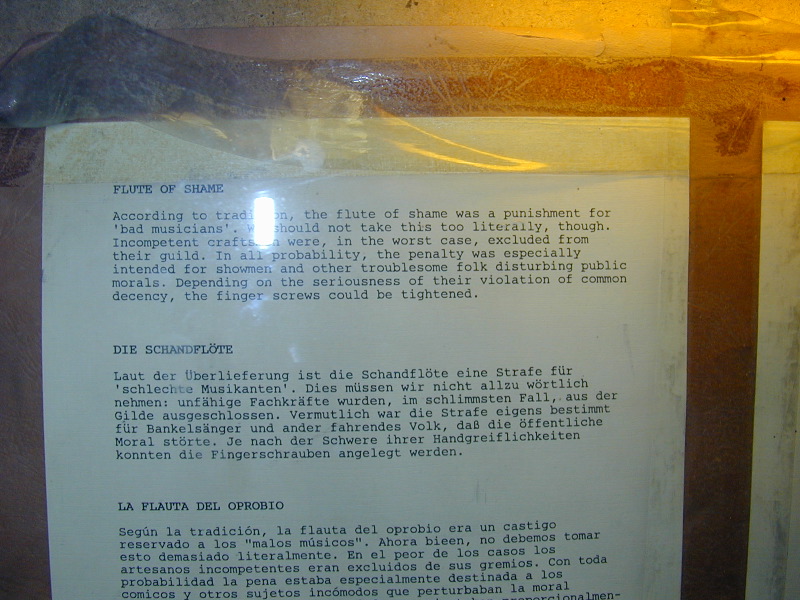 FLUTE OF SHAME
According to tradition, the flute of shame was a punishment for
'bad musicians'. We should not take this too literally, though.
Incompetent craftsmen were, in the worst case, excluded from
their guild. In all probability, the penalty was especially
intended for showmen and other troublesome folk disturbing public
morals. Depending on the seriousness of their violation of common
decency, the finger screws could be tightened.
DIE SCHANDFLÖTE
Laut der Überlieferung ist die Schandflöte eine Strafe für
'schlechte Musikanten'. Dies müssen wir nicht allzu wörtlich
nehmen: unfähige Fachkräfte wurden, im schlimmsten Fall, aus der
Gilde ausgeschlossen. Vermutlich war die Strafe eigens bestimmt
für Bankelsänger und ander fahrendes Volk, daß die öffentliche
Moral störte. Je nach der Schwere ihrer Handgreiflichkeiten
konnten die Fingerschrauben angelegt werden.
LA FLAUTA DEL OPROBIO
Según la tradición, la flauta del oprobio era un castigo
reservado a los "malos músicos". Ahora bieen, no debemos tomar
esto demasiado literalmente. En el peor de los casos los
artesanos incompetentes eran excluidos de sus gremios. Con toda
probabilidad la pena estaba especialmente destinada a los
comicos y otros sujetos incómodos que perturbaban la moral